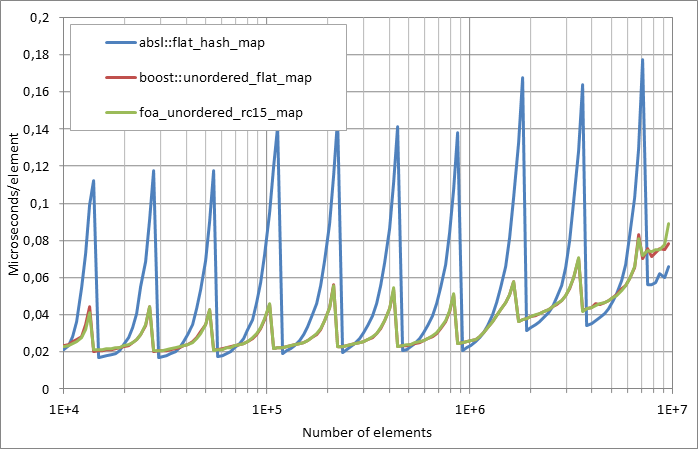 0,2
0,18
0,16
0,14
0,12
0,1
0,08
0,06
0,04
0,02
0
Microseconds/element
absl::flat_hash_map
boost::unordered_flat_map
foa_unordered_rc15_map
1E+4
1E+5
1E+6
1E+7
Number of elements